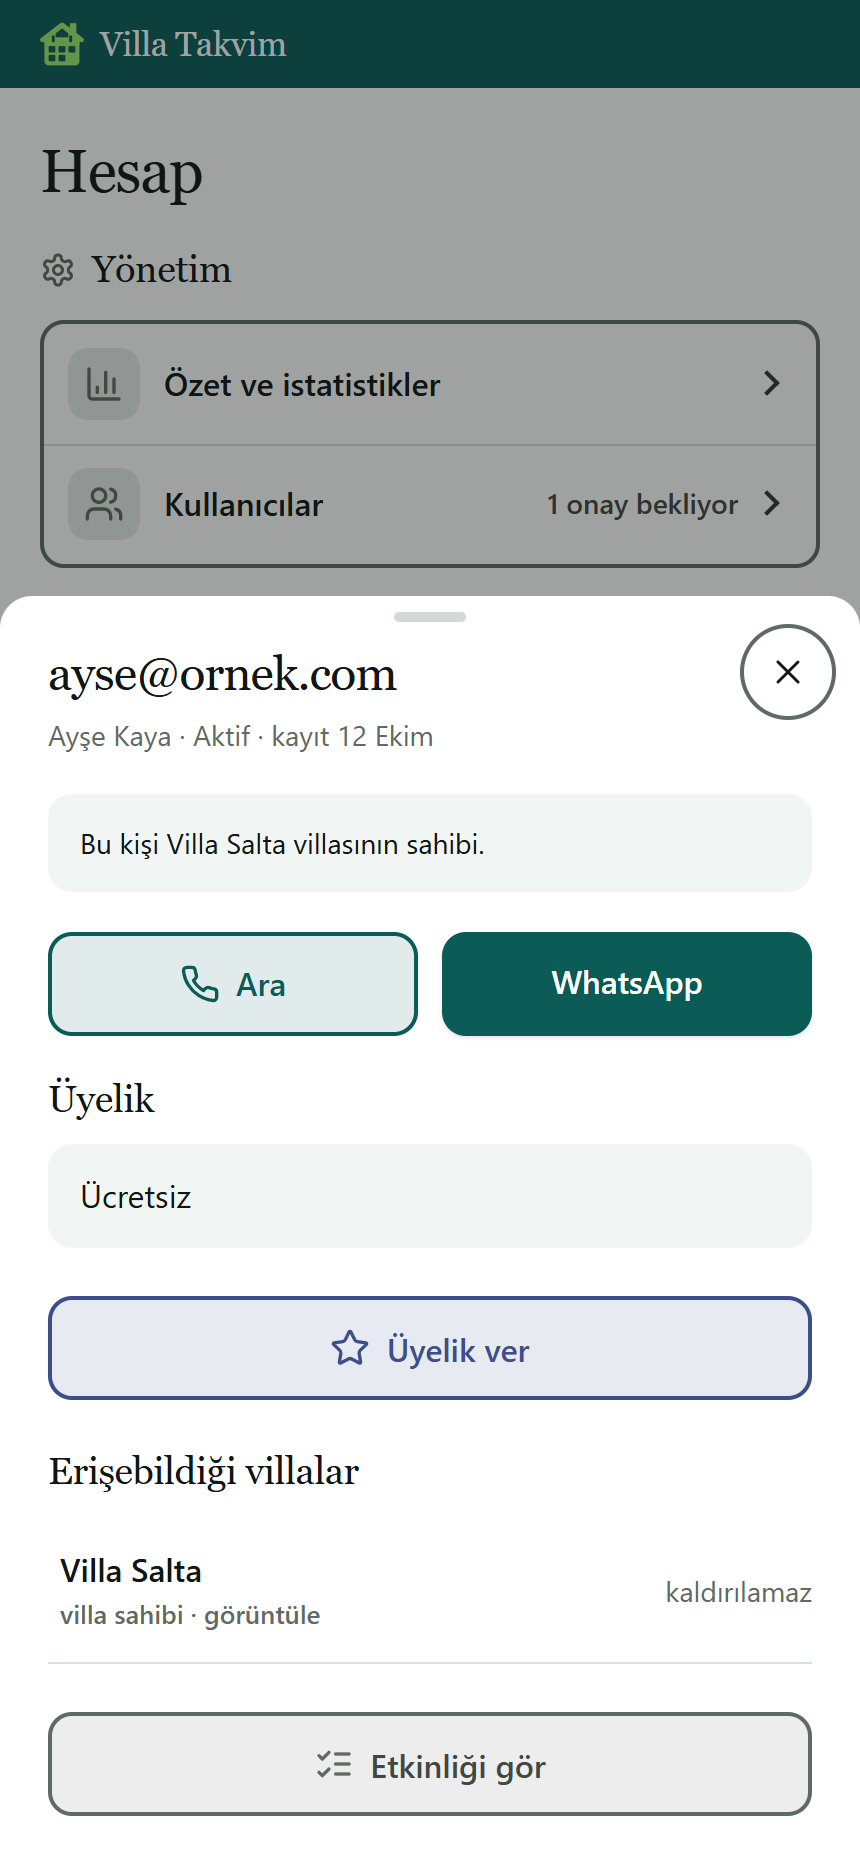 Villa Takvim
Hesap
Yönetim
Özet ve istatistikler
Kullanıcılar
1 onay bekliyor
ayse@ornek.com
Ayşe Kaya · Aktif · kayıt 12 Ekim
Bu kişi Villa Salta villasının sahibi.
Ara
WhatsApp
Üyelik
Ücretsiz
Üyelik ver
Erişebildiği villalar
Villa Salta
villa sahibi · görüntüle
kaldırılamaz
Etkinliği gör